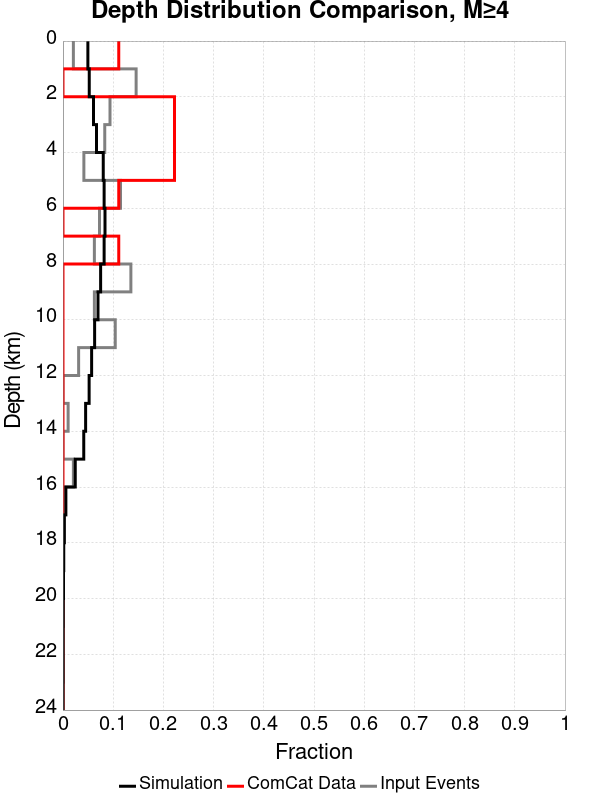 Depth Distribution Comparison, M≥4
0
2
4
6
8
10
12
14
16
18
20
22
24
Depth (km)
0 0.1 0.2 0.3 0.4 0.5 0.6 0.7 0.8 0.9 1
Fraction
Simulation ComCat Data Input Events